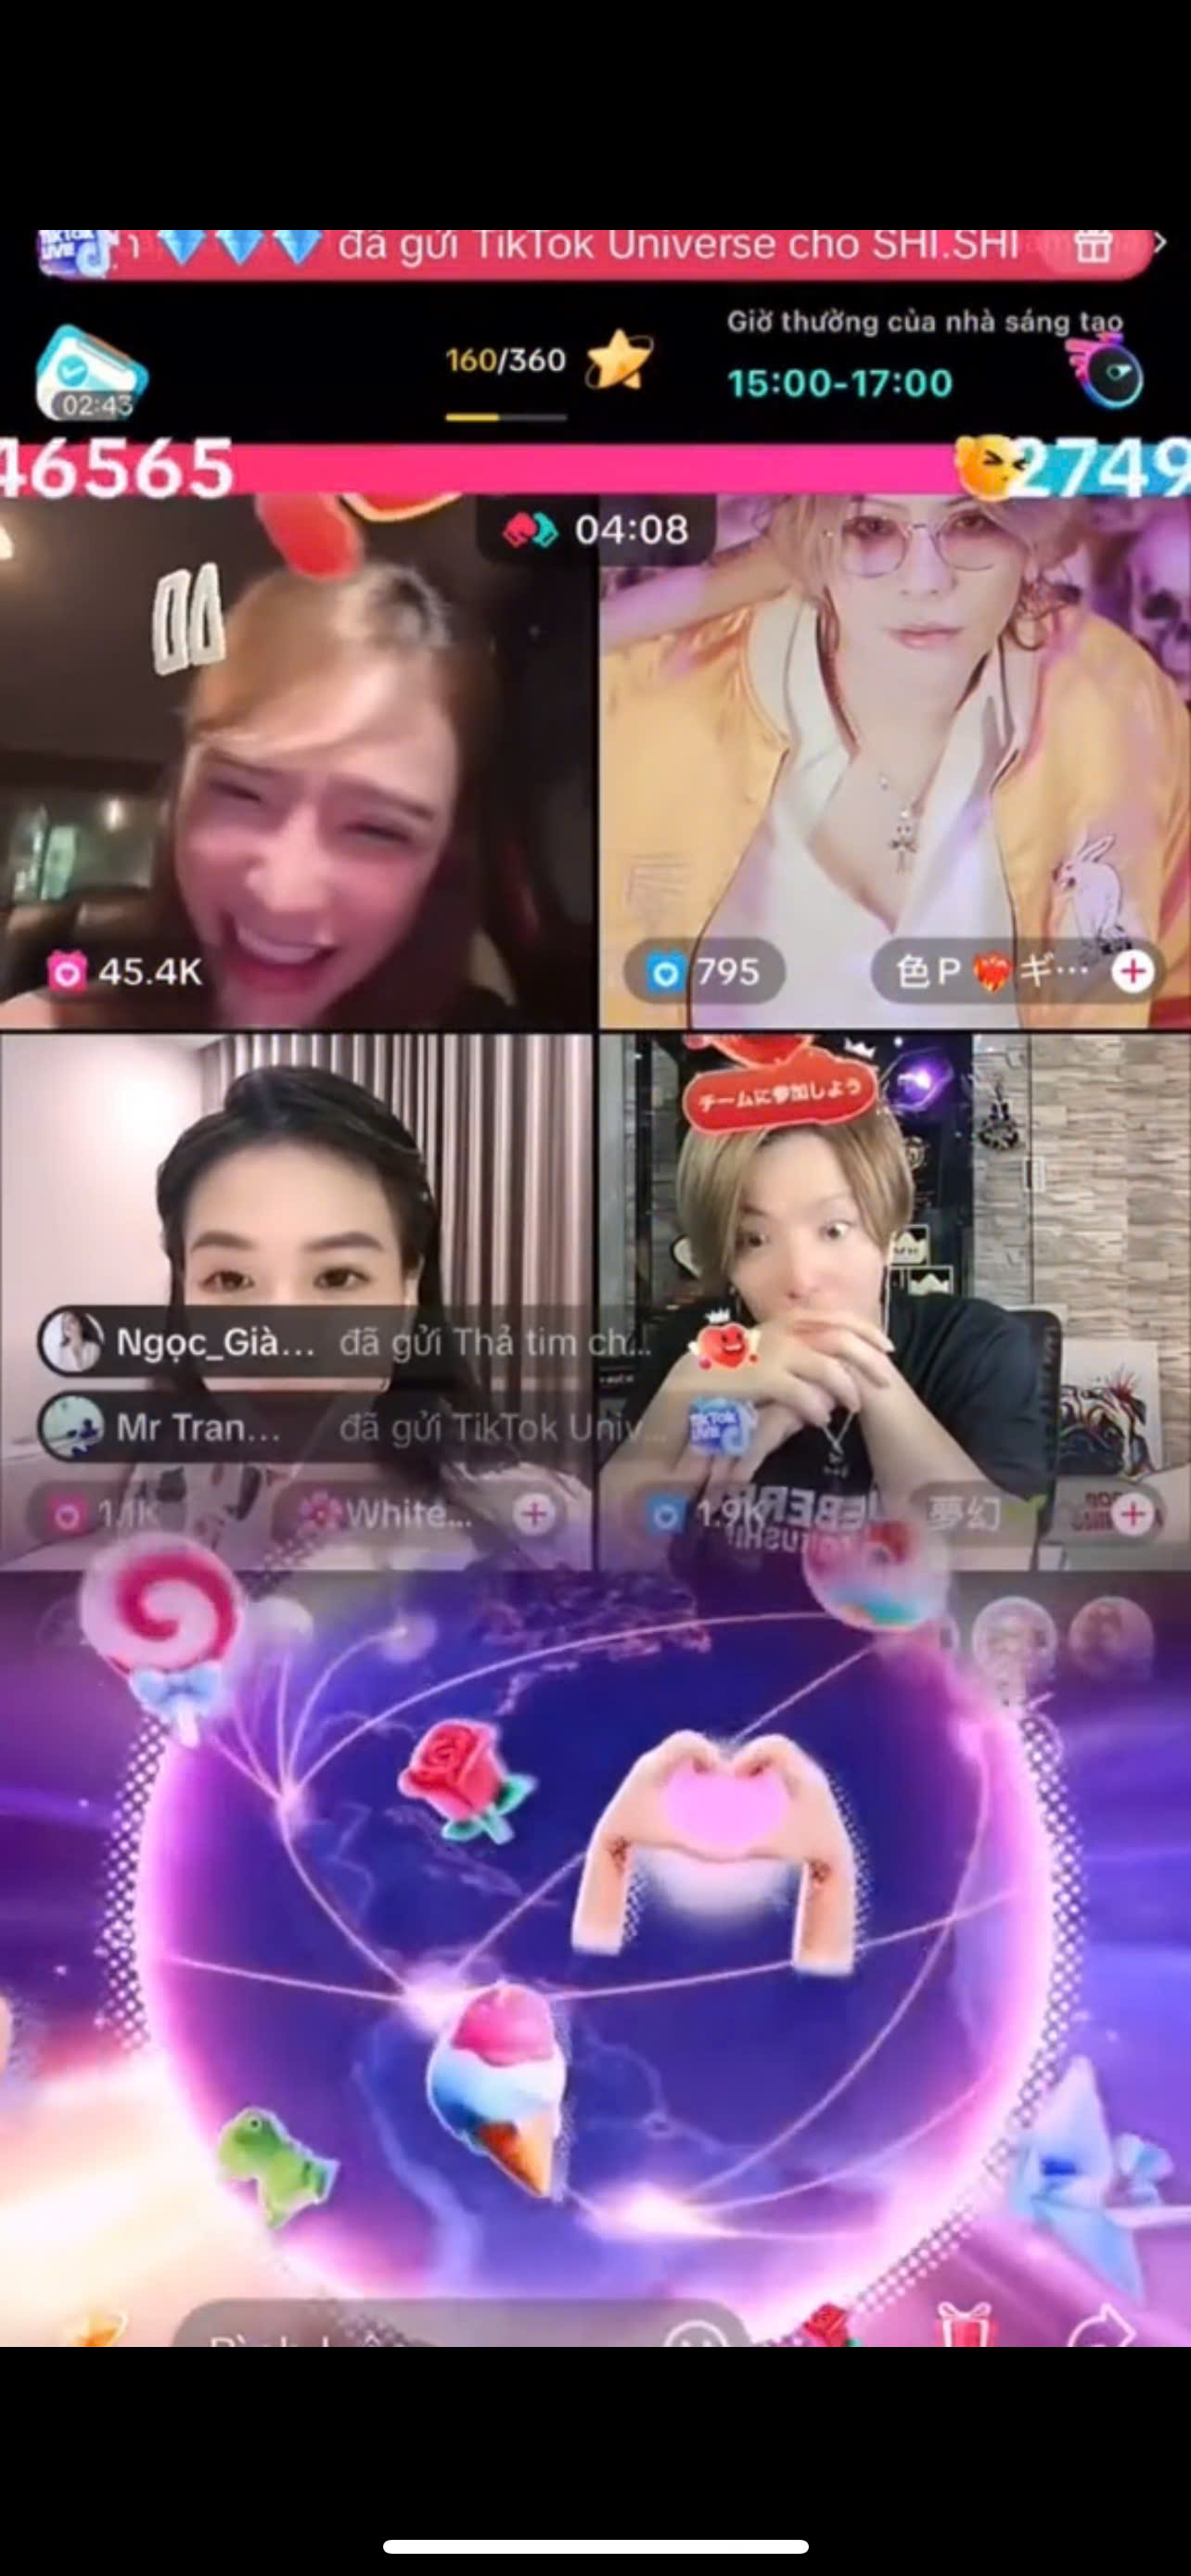 đã gửi TikTok Universe cho SHI.SHI
Giờ thưởng của nhà sáng tạo
160/360
15:00-17:00
02:43
46565
2749
04:08
45.4K
795
色P❤️‍🔥ギ…
チームに参加しよう
Ngọc_Già... đã gửi Thả tim ch...
Mr Tran... đã gửi TikTok Univ...
1.1K
White...
1.9K
夢幻